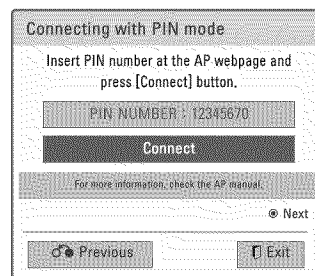 Connecting with PIN mode
Insert PIN number at the AP webpage and
press [Connect] button.
PIN NUMBER : 12345670
Connect
For more information, check the AP manual.
Next
Previous
Exit